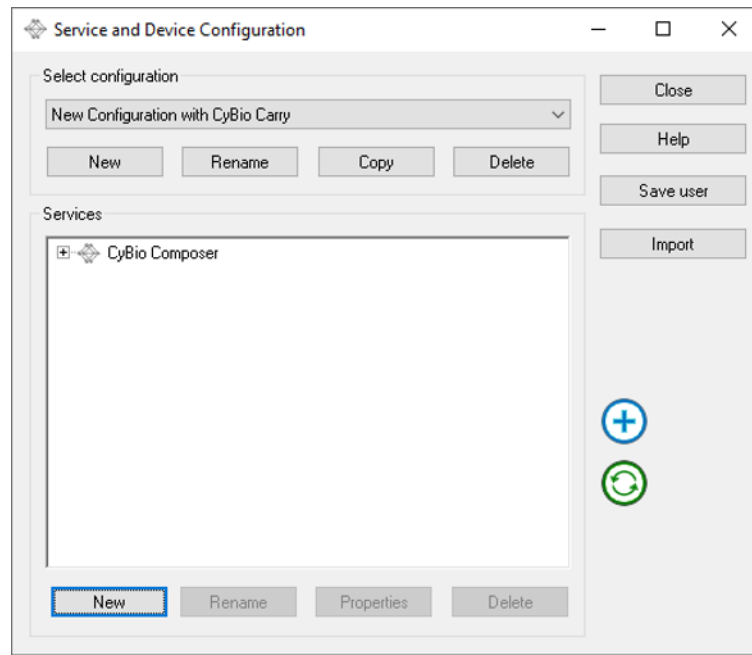 Service and Device Configuration
Select configuration
New Configuration with CyBio Carry
New Rename Copy Delete
Close
Help
Save user
Import
Services
CyBio Composer
New Rename Properties Delete